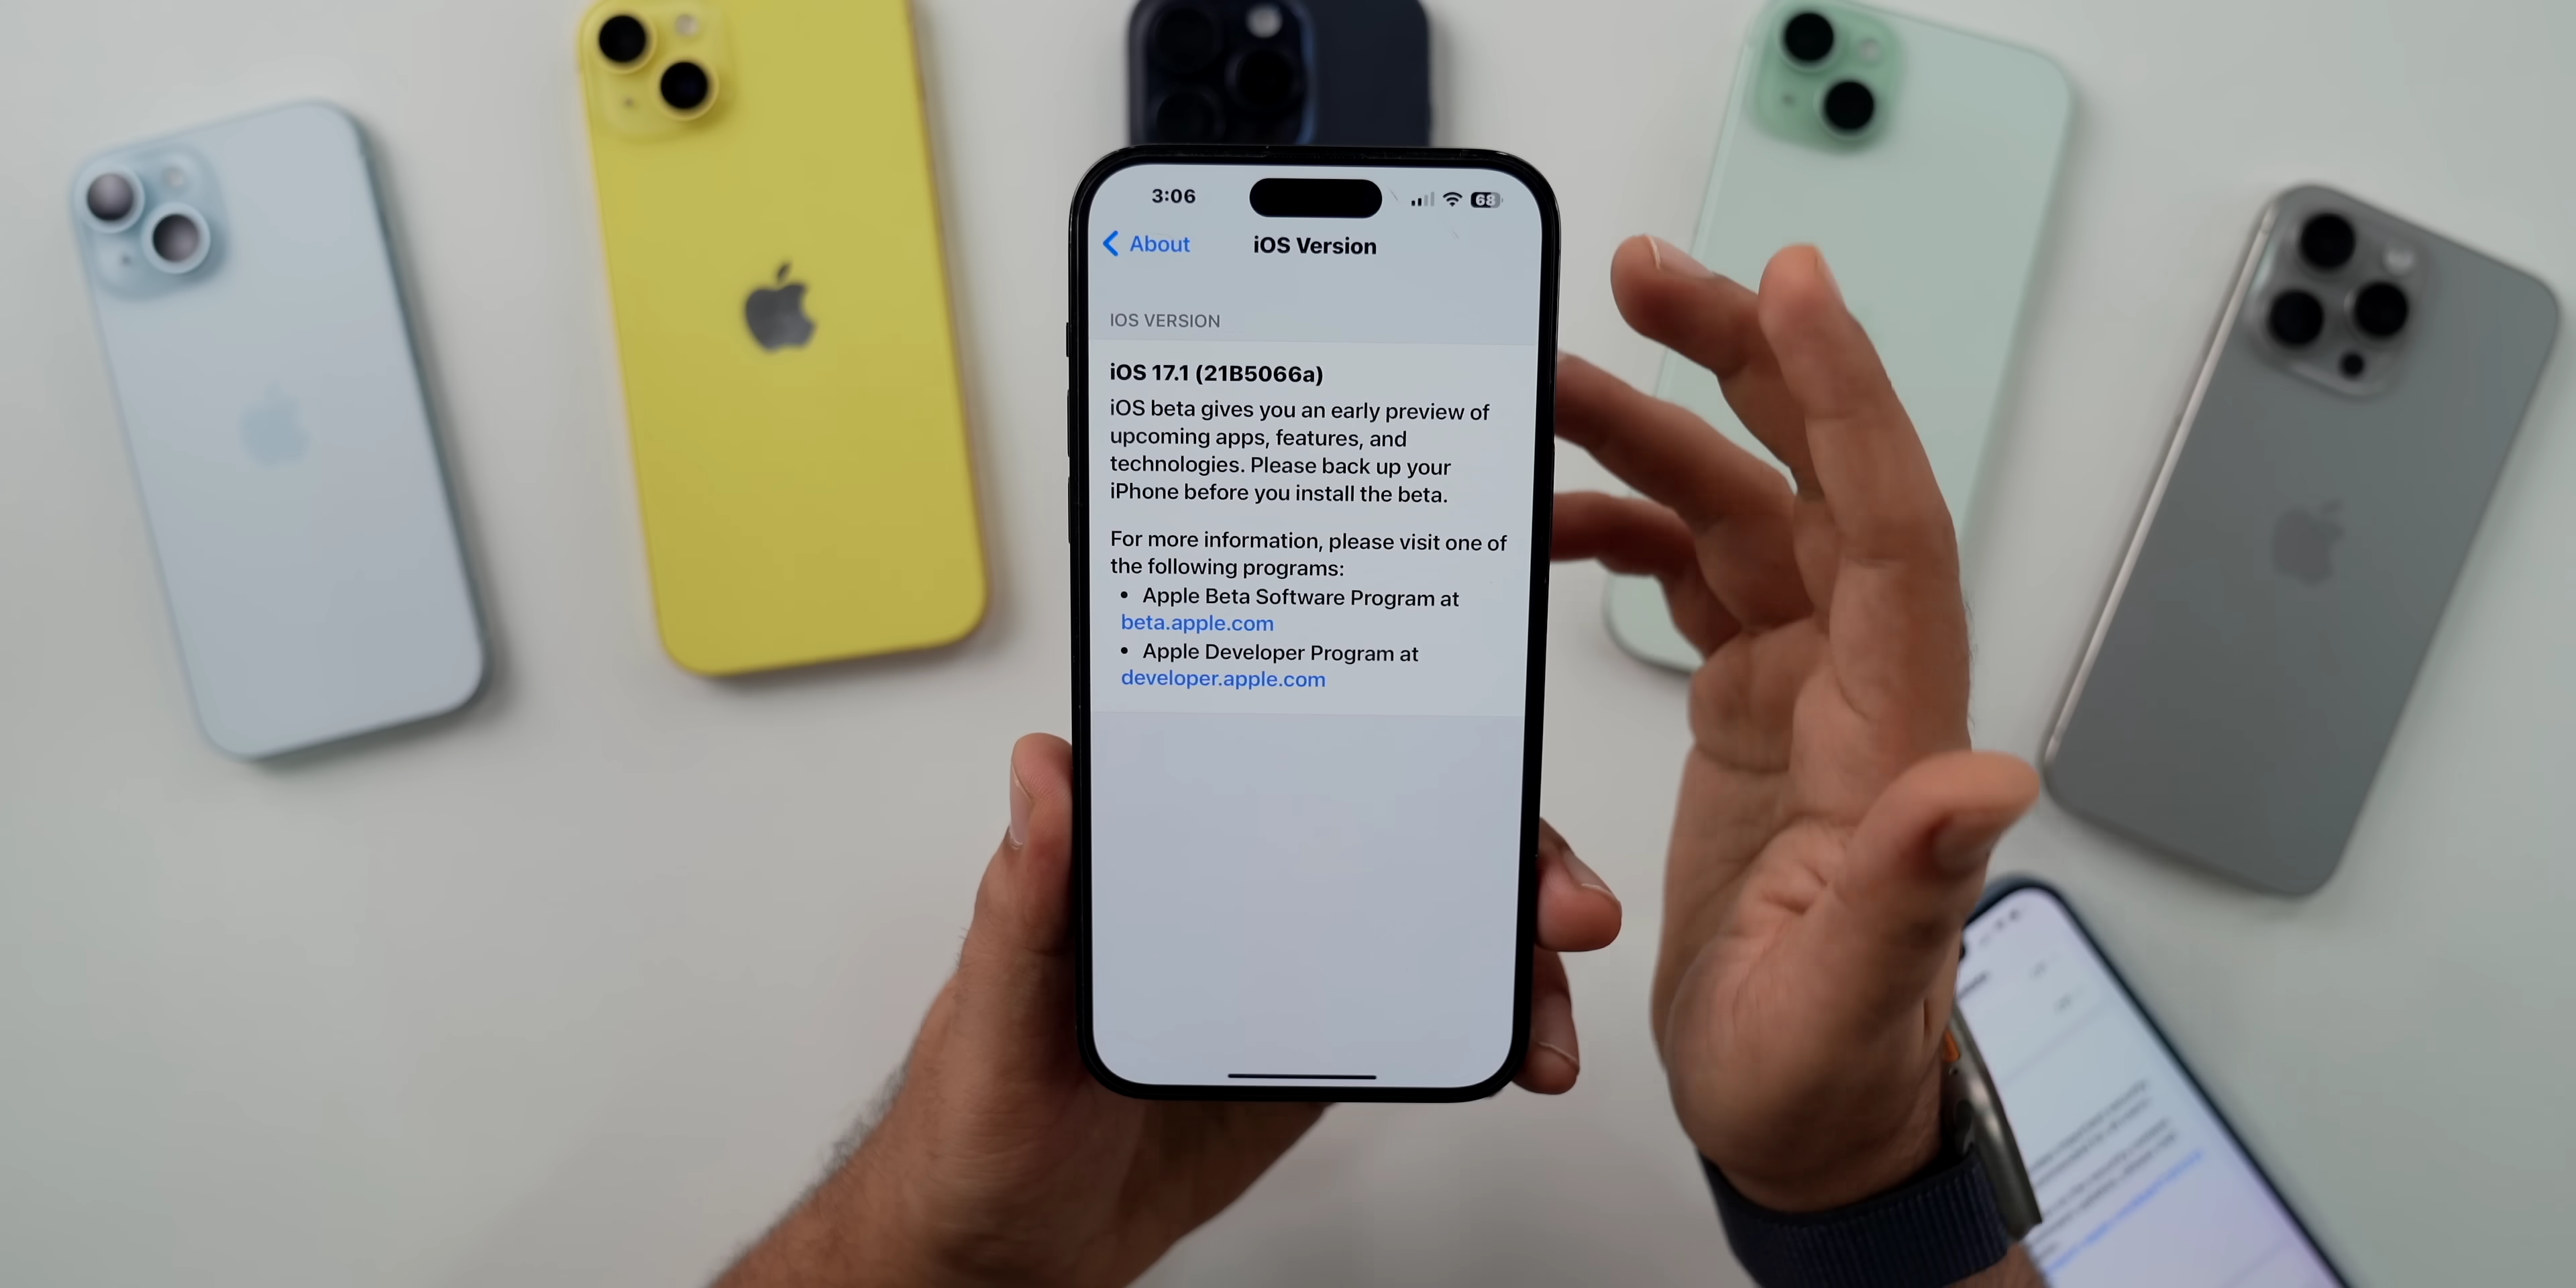 3:06
68
About
iOS Version
IOS VERSION
iOS 17.1 (21B5066a)
iOS beta gives you an early preview of
upcoming apps, features, and
technologies. Please back up your
iPhone before you install the beta.
For more information, please visit one of
the following programs:
• Apple Beta Software Program at
beta.apple.com
• Apple Developer Program at
developer.apple.com